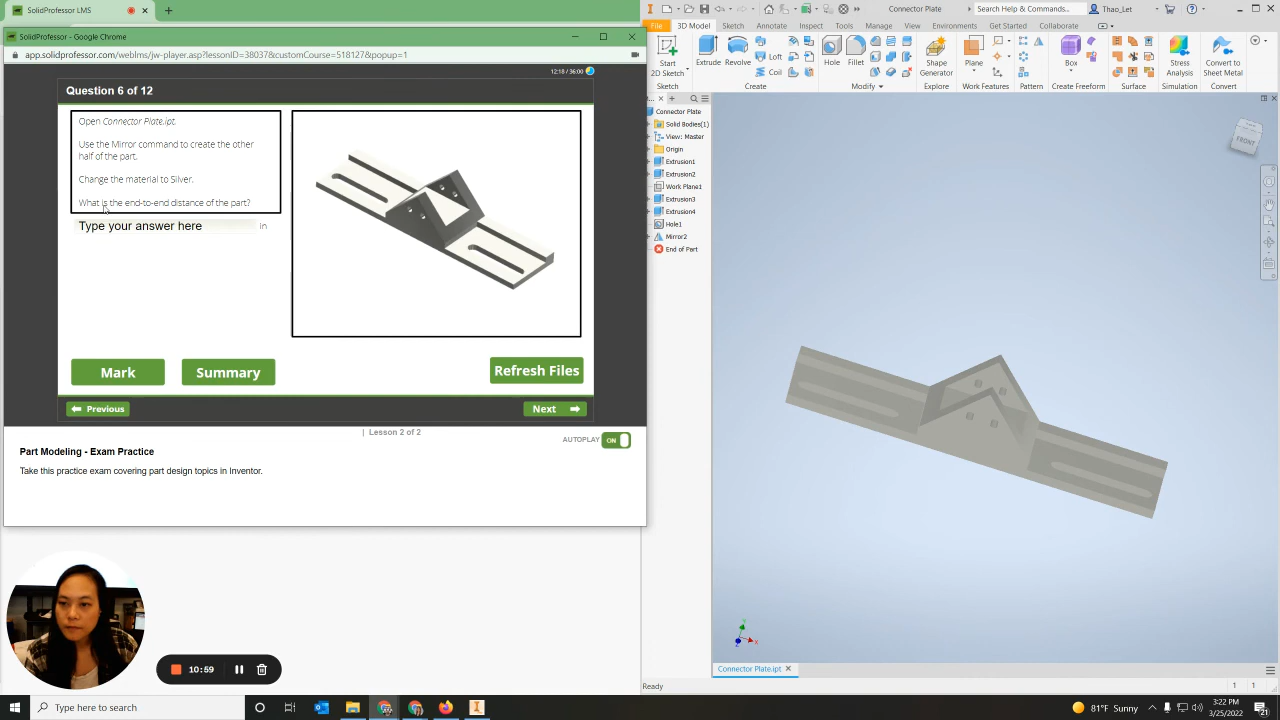 SolidProfessor LMS
Connector Plate
Search Help & Commands...
Thao_Let
SolidProfessor - Google Chrome
app.solidprofessor.com/weblms/jw-player.asp?lessonID=38037&customCourse=518127&popup=1
File
3D Model
Sketch
Annotate
Inspect
Tools
Manage
View
Environments
Get Started
Collaborate
Start
2D Sketch
Extrude
Revolve
Loft
Coil
Hole
Fillet
Shape
Generator
Plane
Box
Stress
Analysis
Convert to
Sheet Metal
Sketch
Create
Modify
Explore
Work Features
Pattern
Create Freeform
Surface
Simulation
Convert
12:18 / 36:00
Question 6 of 12
Open Connector Plate.ipt.
Use the Mirror command to create the other
half of the part.
Change the material to Silver.
What is the end-to-end distance of the part?
Type your answer here
in
Mark
Summary
Refresh Files
Previous
Next
| Lesson 2 of 2
AUTOPLAY
ON
Part Modeling - Exam Practice
Take this practice exam covering part design topics in Inventor.
Connector Plate
Solid Bodies(1)
View: Master
Origin
Extrusion1
Extrusion2
Work Plane1
Extrusion3
Extrusion4
Hole1
Mirror2
End of Part
FRONT
Y
X
Z
10:59
Connector Plate.ipt
Ready
1
1
Type here to search
81°F Sunny
3:22 PM
3/25/2022
21